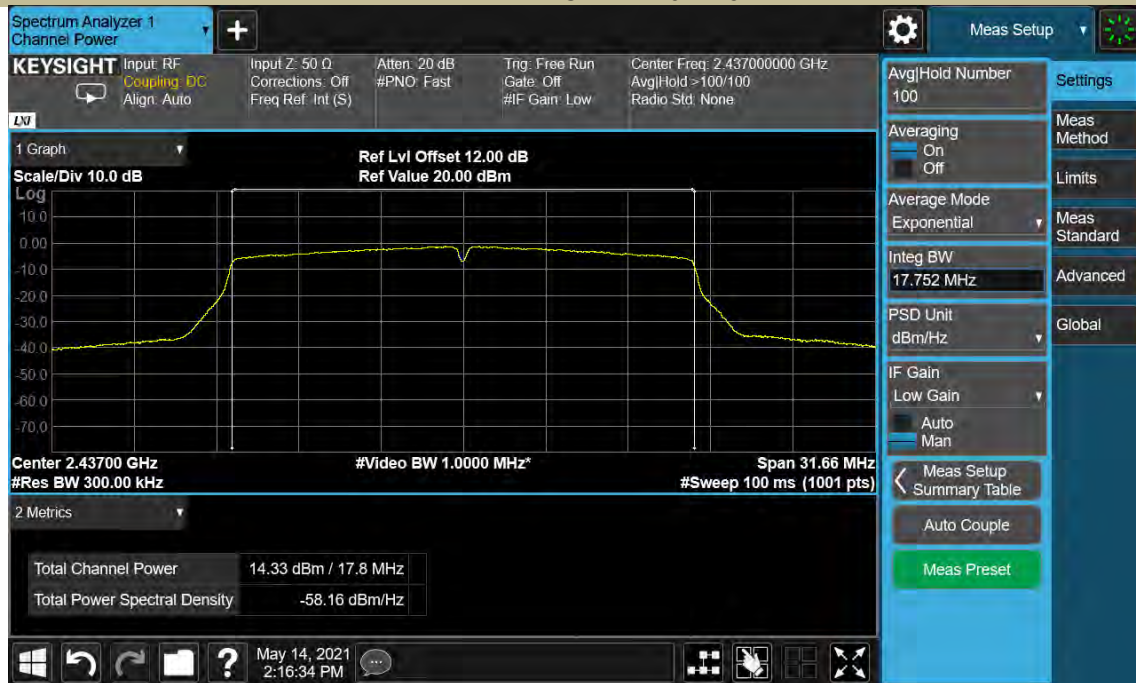 Spectrum Analyzer 1
Channel Power
+
Meas Setup
KEYSIGHT
Input: RF
Coupling: DC
Align: Auto
Input Z: 50 Ω
Corrections: Off
Freq Ref: Int (S)
Atten: 20 dB
#PNO: Fast
Trig: Free Run
Gate: Off
#IF Gain: Low
Center Freq: 2.437000000 GHz
Avg|Hold >100/100
Radio Std: None
LXI
1 Graph
Scale/Div 10.0 dB
Ref Lvl Offset 12.00 dB
Ref Value 20.00 dBm
Log
10.0
0.00
-10.0
-20.0
-30.0
-40.0
-50.0
-60.0
-70.0
Center 2.43700 GHz
#Video BW 1.0000 MHz*
Span 31.66 MHz
#Res BW 300.00 kHz
#Sweep 100 ms (1001 pts)
2 Metrics
Total Channel Power 14.33 dBm / 17.8 MHz
Total Power Spectral Density -58.16 dBm/Hz
May 14, 2021
2:16:34 PM
?
Avg|Hold Number
100
Averaging
On
Off
Average Mode
Exponential
Integ BW
17.752 MHz
PSD Unit
dBm/Hz
IF Gain
Low Gain
Auto
Man
Meas Setup
Summary Table
Auto Couple
Meas Preset
Settings
Meas
Method
Limits
Meas
Standard
Advanced
Global